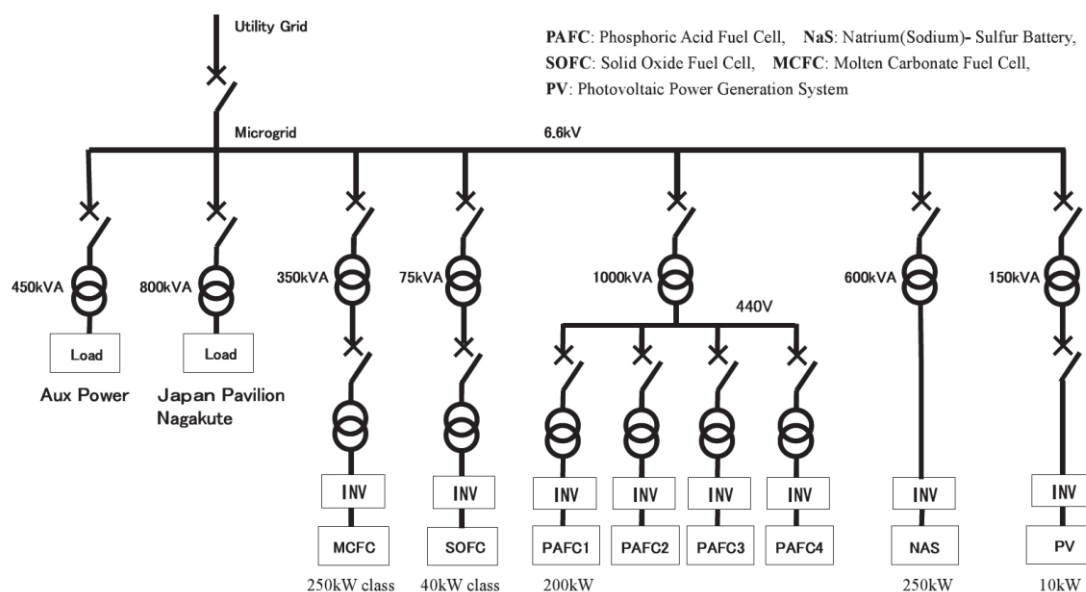 Utility Grid
PAFC: Phosphoric Acid Fuel Cell, NaS: Natrium(Sodium)- Sulfur Battery,
SOFC: Solid Oxide Fuel Cell, MCFC: Molten Carbonate Fuel Cell,
PV: Photovoltaic Power Generation System
Microgrid 6.6kV
450kVA 800kVA 350kVA 75kVA 1000kVA 600kVA 150kVA
440V
Load Load
Aux Power Japan Pavilion
Nagakute
INV INV INV INV INV INV INV INV
MCFC SOFC PAFC1 PAFC2 PAFC3 PAFC4 NAS PV
250kW class 40kW class 200kW 250kW 10kW